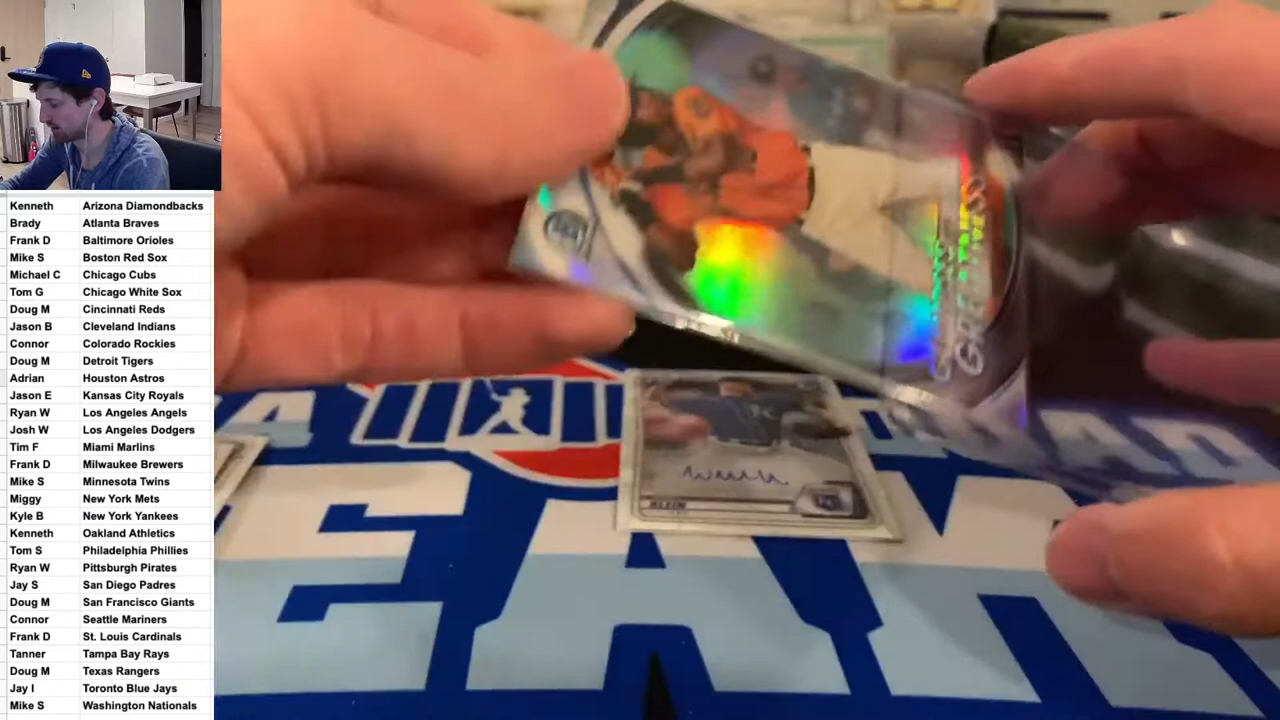 Kenneth Arizona Diamondbacks
Brady Atlanta Braves
Frank D Baltimore Orioles
Mike S Boston Red Sox
Michael C Chicago Cubs
Tom G Chicago White Sox
Doug M Cincinnati Reds
Jason B Cleveland Indians
Connor Colorado Rockies
Doug M Detroit Tigers
Adrian Houston Astros
Jason E Kansas City Royals
Ryan W Los Angeles Angels
Josh W Los Angeles Dodgers
Tim F Miami Marlins
Frank D Milwaukee Brewers
Mike S Minnesota Twins
Miggy New York Mets
Kyle B New York Yankees
Kenneth Oakland Athletics
Tom S Philadelphia Phillies
Ryan W Pittsburgh Pirates
Jay S San Diego Padres
Doug M San Francisco Giants
Connor Seattle Mariners
Frank D St. Louis Cardinals
Tanner Tampa Bay Rays
Doug M Texas Rangers
Jay I Toronto Blue Jays
Mike S Washington Nationals
KLEIN
EAR